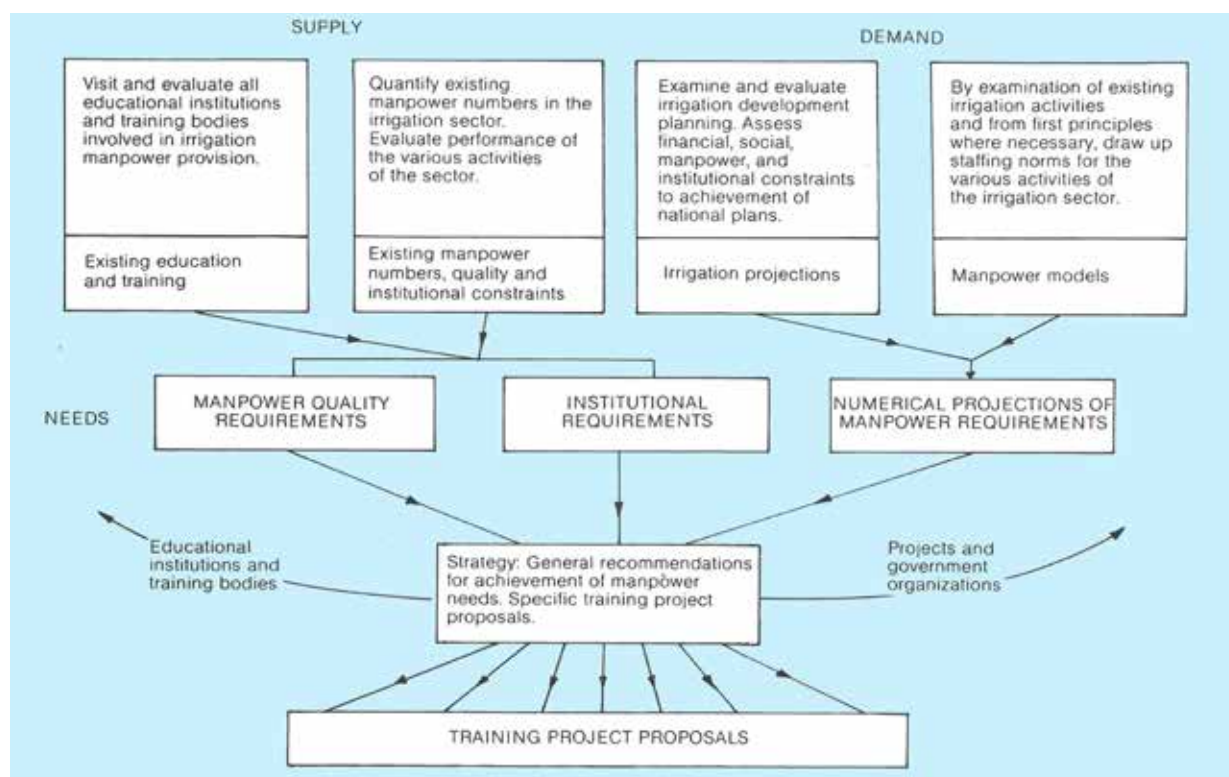 SUPPLY
DEMAND
Visit and evaluate all
educational institutions
and training bodies
involved in irrigation
manpower provision.
Existing education
and training
Quantify existing
manpower numbers in the
irrigation sector.
Evaluate performance of
the various activities
of the sector.
Existing manpower
numbers, quality and
institutional constraints
Examine and evaluate
irrigation development
planning. Assess
financial, social,
manpower, and
institutional constraints
to achievement of
national plans.
Irrigation projections
By examination of existing
irrigation activities
and from first principles
where necessary, draw up
staffing norms for the
various activities of
the irrigation sector.
Manpower models
NEEDS
MANPOWER QUALITY
REQUIREMENTS
INSTITUTIONAL
REQUIREMENTS
NUMERICAL PROJECTIONS OF
MANPOWER REQUIREMENTS
Educational
institutions and
training bodies
Strategy: General recommendations
for achievement of manpower
needs. Specific training project
proposals.
Projects and
government
organizations
TRAINING PROJECT PROPOSALS